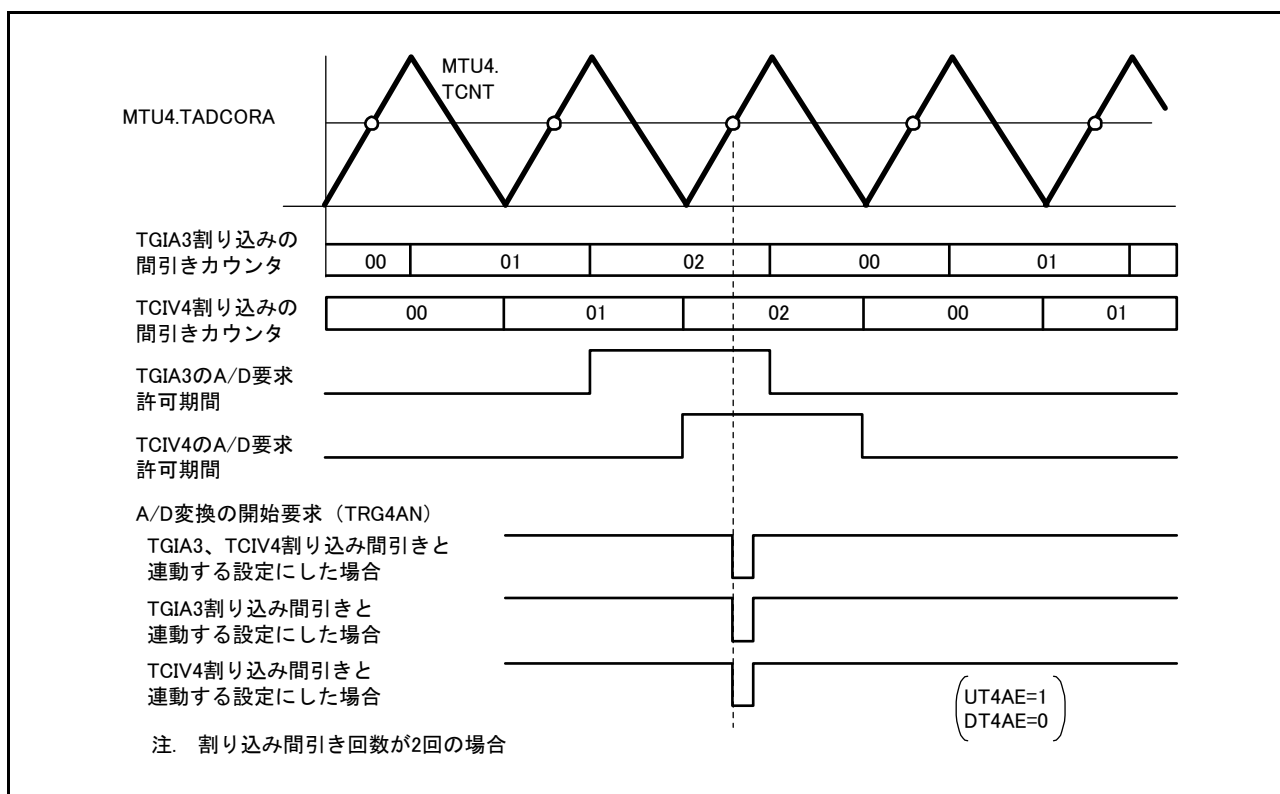 MTU4.
TCNT
MTU4.TADCORA
TGIA3割り込みの
間引きカウンタ
00 01 02 00 01
TCIV4割り込みの
間引きカウンタ
00 01 02 00 01
TGIA3のA/D要求
許可期間
TCIV4のA/D要求
許可期間
A/D変換の開始要求（TRG4AN）
TGIA3、TCIV4割り込み間引きと
連動する設定にした場合
TGIA3割り込み間引きと
連動する設定にした場合
TCIV4割り込み間引きと
連動する設定にした場合
UT4AE=1
DT4AE=0
注. 割り込み間引き回数が2回の場合